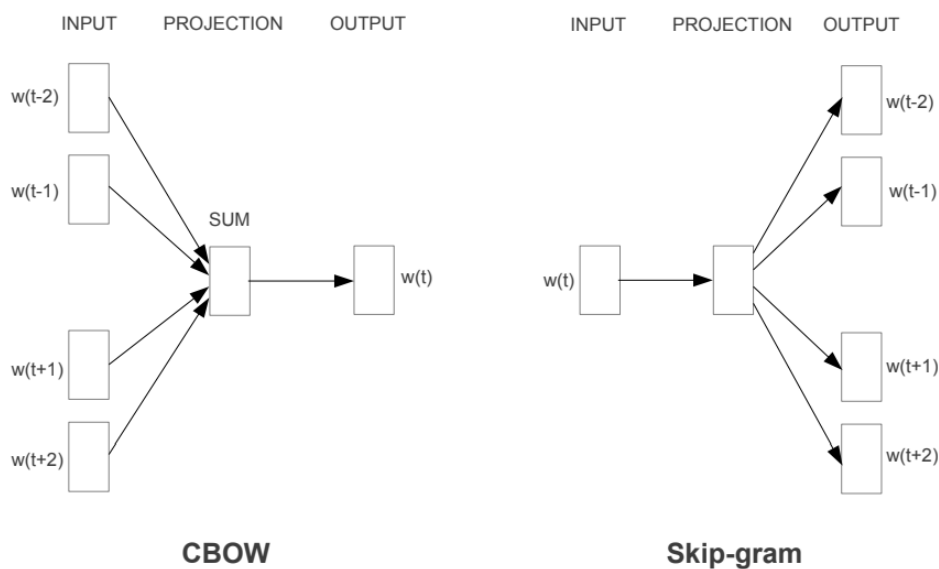 INPUT PROJECTION OUTPUT
w(t-2)
w(t-1)
SUM
w(t)
w(t+1)
w(t+2)
CBOW
INPUT PROJECTION OUTPUT
w(t-2)
w(t-1)
w(t)
w(t+1)
w(t+2)
Skip-gram